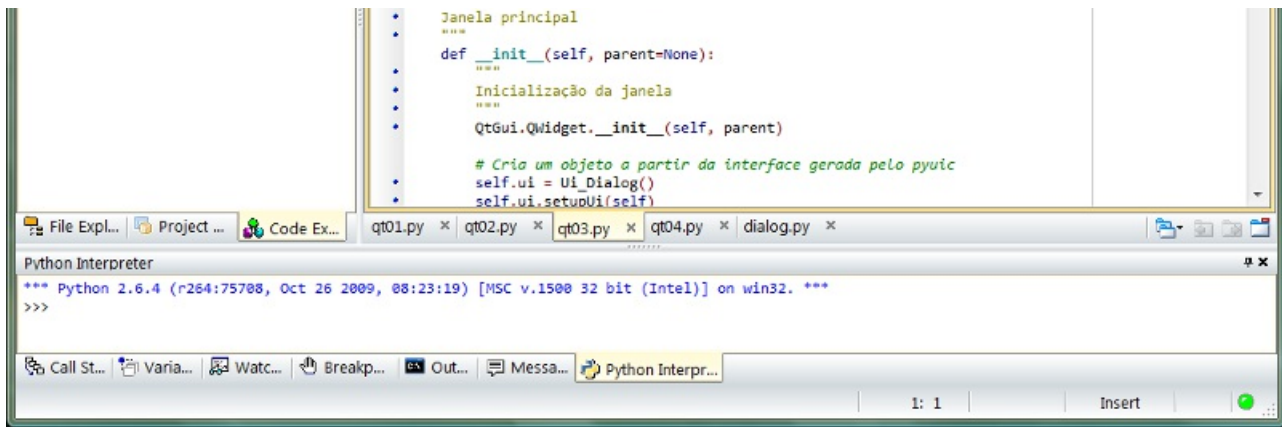 Janela principal
"""
def __init__(self, parent=None):
"""
Inicialização da janela
"""
QtGui.QWidget.__init__(self, parent)
# Cria um objeto a partir da interface gerada pelo pyuic
self.ui = Ui_Dialog()
self.ui.setupUi(self)
File Expl... Project ... Code Ex... qt01.py × qt02.py × qt03.py × qt04.py × dialog.py ×
Python Interpreter
*** Python 2.6.4 (r264:75708, Oct 26 2009, 08:23:19) [MSC v.1500 32 bit (Intel)] on win32. ***
>>>
Call St... Varia... Watc... Breakp... Out... Messa... Python Interpr...
1: 1 Insert